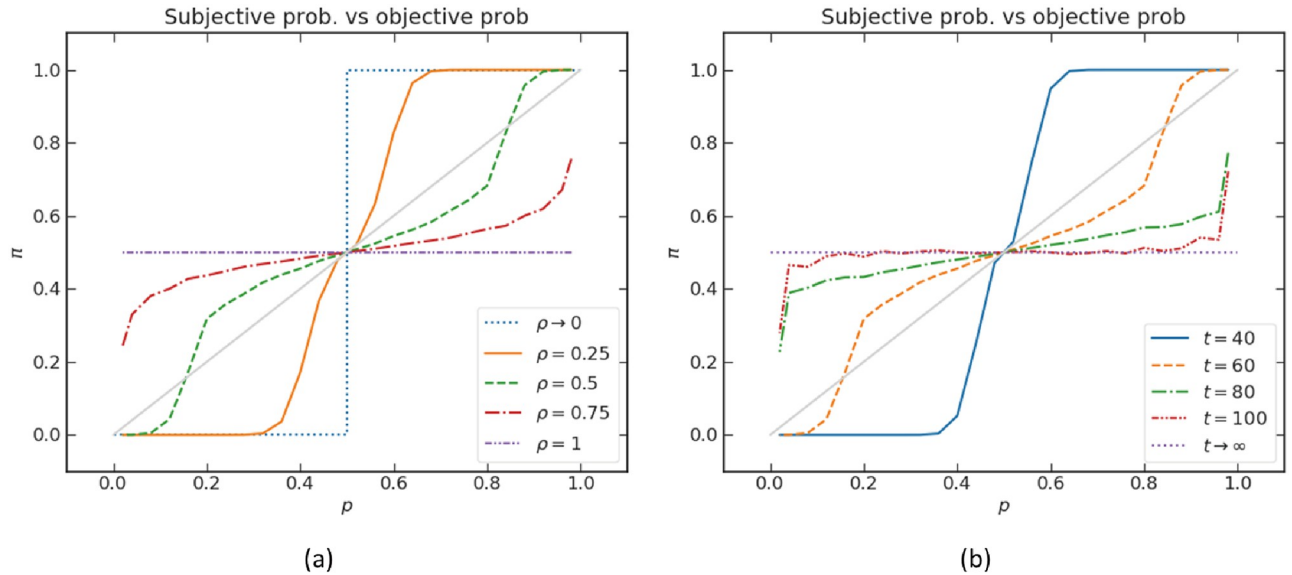 Subjective prob. vs objective prob
1.0
0.8
0.6
0.4
0.2
0.0
π
0.0 0.2 0.4 0.6 0.8 1.0
p
ρ → 0
ρ = 0.25
ρ = 0.5
ρ = 0.75
ρ = 1
(a)
Subjective prob. vs objective prob
1.0
0.8
0.6
0.4
0.2
0.0
π
0.0 0.2 0.4 0.6 0.8 1.0
p
t = 40
t = 60
t = 80
t = 100
t → ∞
(b)